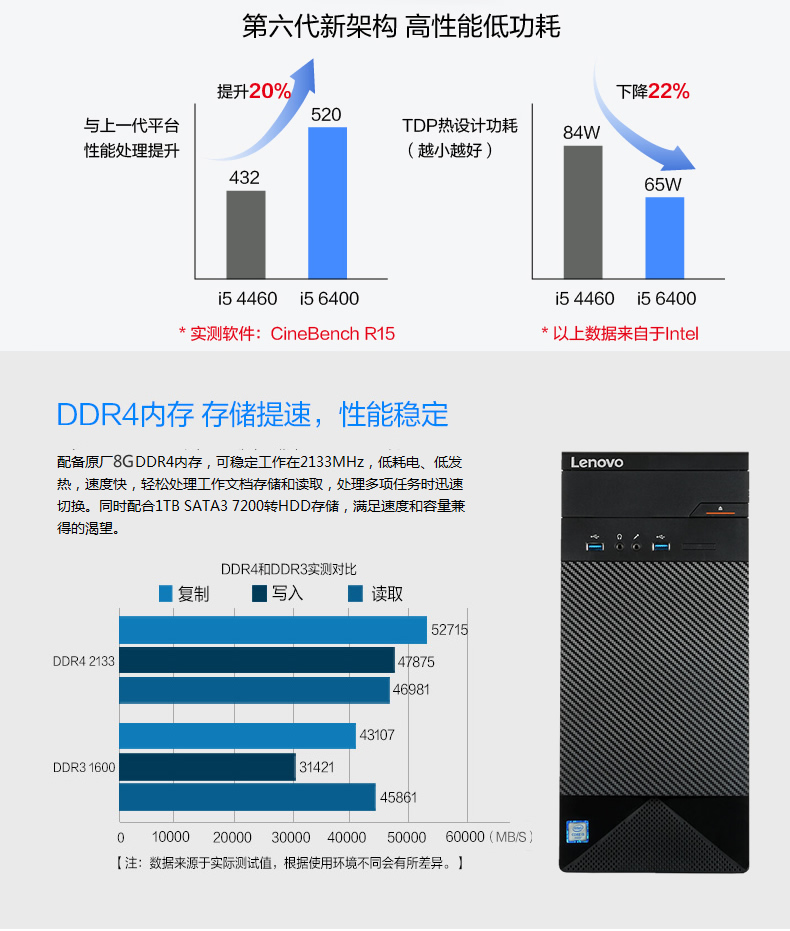 第六代新架构 高性能低功耗
提升20%
与上一代平台
性能处理提升
520
432
i5 4460 i5 6400
* 实测软件：CineBench R15
下降22%
TDP热设计功耗
（越小越好）
84W
65W
i5 4460 i5 6400
* 以上数据来自于Intel
DDR4内存 存储提速，性能稳定
配备原厂8GDDR4内存，可稳定工作在2133MHz，低耗电、低发
热，速度快，轻松处理工作文档存储和读取，处理多项任务时迅速
切换。同时配合1TB SATA3 7200转HDD存储，满足速度和容量兼
得的渴望。
DDR4和DDR3实测对比
复制 写入 读取
52715
DDR4 2133
47875
46981
43107
DDR3 1600
31421
45861
0 10000 20000 30000 40000 50000 60000（MB/S）
【注：数据来源于实际测试值，根据使用环境不同会有所差异。】
Lenovo